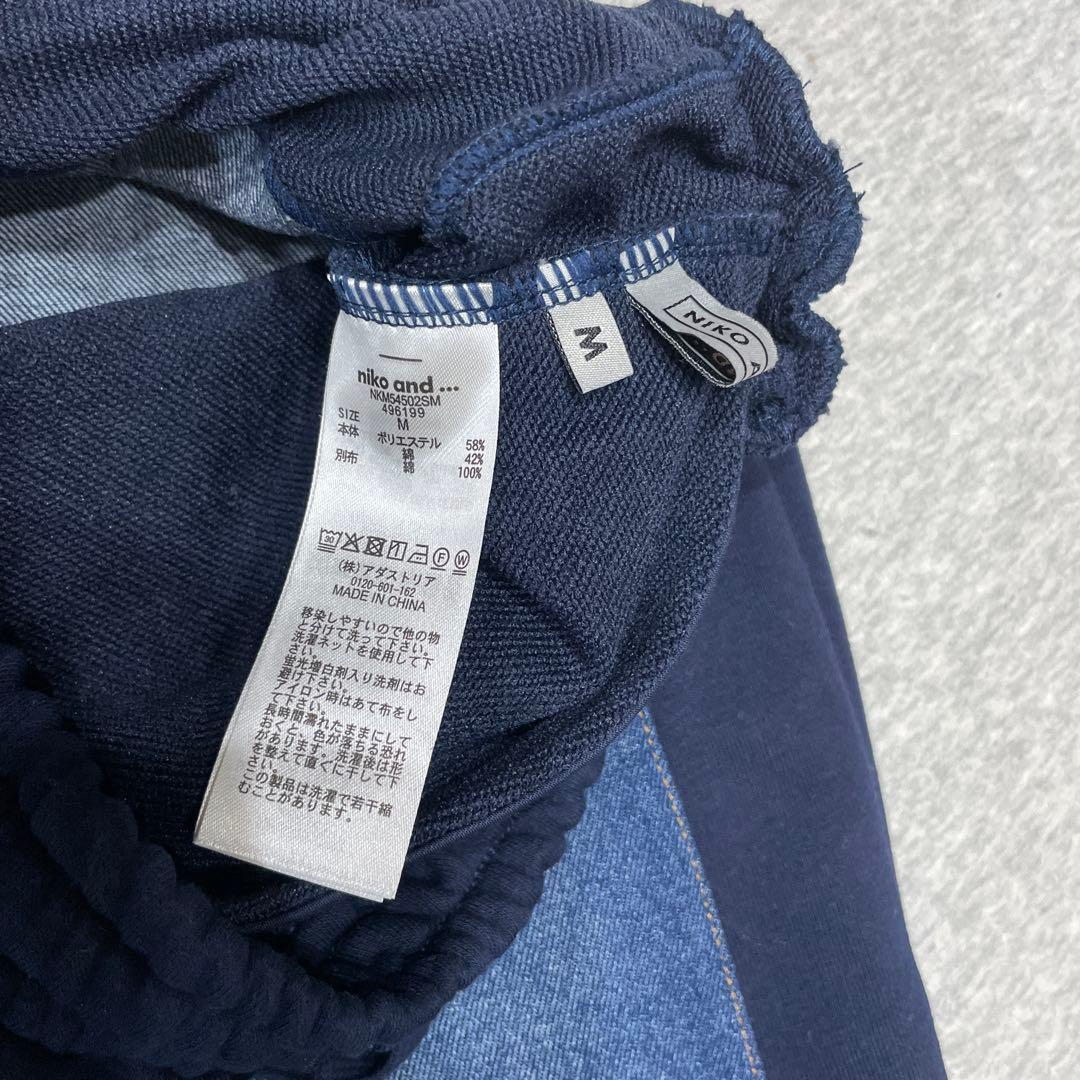 niko and ...
NKM54502SM
496199
SIZE M
本体 ポリエステル 58%
綿 42%
別布 綿 100%
30 F W
(株)アダストリア
0120-601-162
MADE IN CHINA
移染しやすいので他の物
と分けて洗って下さい。
洗濯ネットを使用して下
さい。
蛍光増白剤入り洗剤はお
避け下さい。
アイロン時はあて布をし
て下さい。
長時間濡れたままにして
おくと、色が落ちる恐れ
があります。洗濯後は形
を整えて直ぐに干して下
さい。
この製品は洗濯で若干縮
むことがあります。
M
NIKO